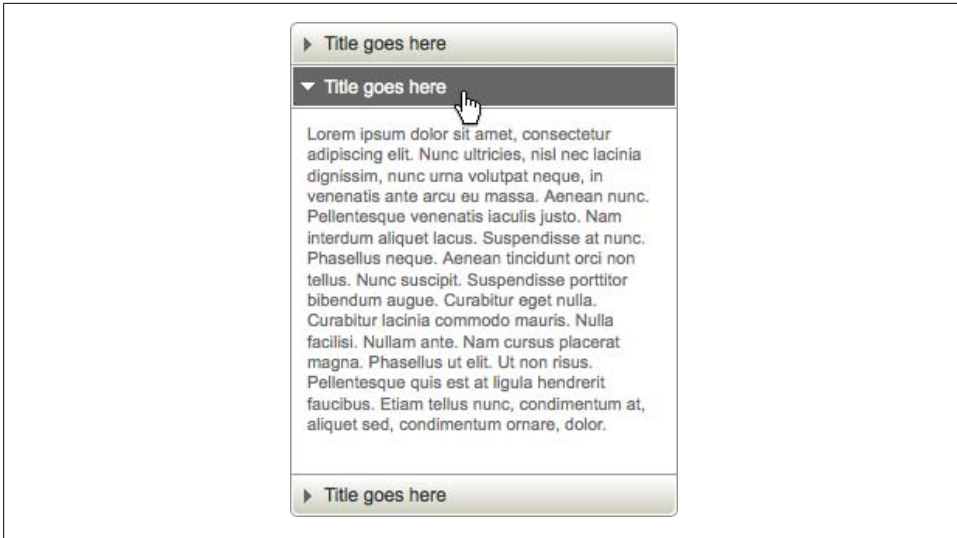 Title goes here
Title goes here
Lorem ipsum dolor sit amet, consectetur
adipiscing elit. Nunc ultricies, nisl nec lacinia
dignissim, nunc urna volutpat neque, in
venenatis ante arcu eu massa. Aenean nunc.
Pellentesque venenatis iaculis justo. Nam
interdum aliquet lacus. Suspendisse at nunc.
Phasellus neque. Aenean tincidunt orci non
tellus. Nunc suscipit. Suspendisse porttitor
bibendum augue. Curabitur eget nulla.
Curabitur lacinia commodo mauris. Nulla
facilisi. Nullam ante. Nam cursus placerat
magna. Phasellus ut elit. Ut non risus.
Pellentesque quis est at ligula hendrerit
faucibus. Etiam tellus nunc, condimentum at,
aliquet sed, condimentum ornare, dolor.
Title goes here